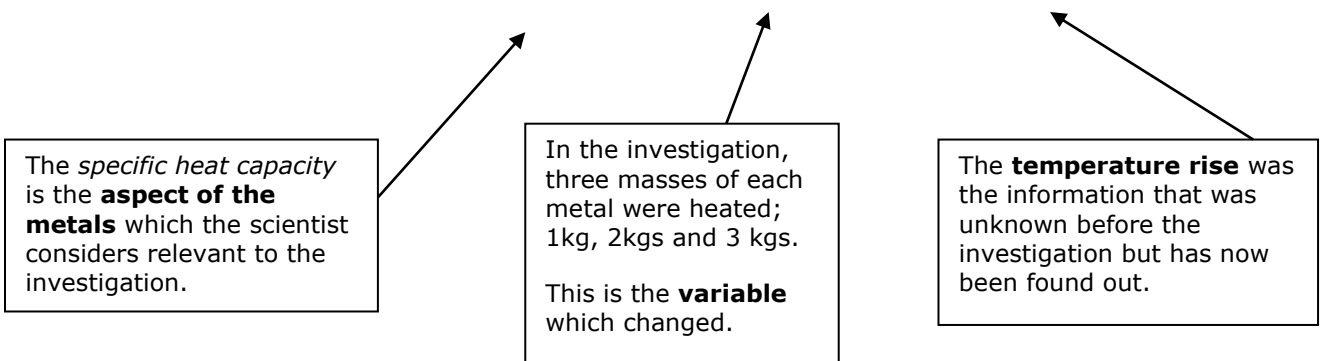 The specific heat capacity
is the aspect of the
metals which the scientist
considers relevant to the
investigation.
In the investigation,
three masses of each
metal were heated;
1kg, 2kgs and 3 kgs.
This is the variable
which changed.
The temperature rise was
the information that was
unknown before the
investigation but has now
been found out.